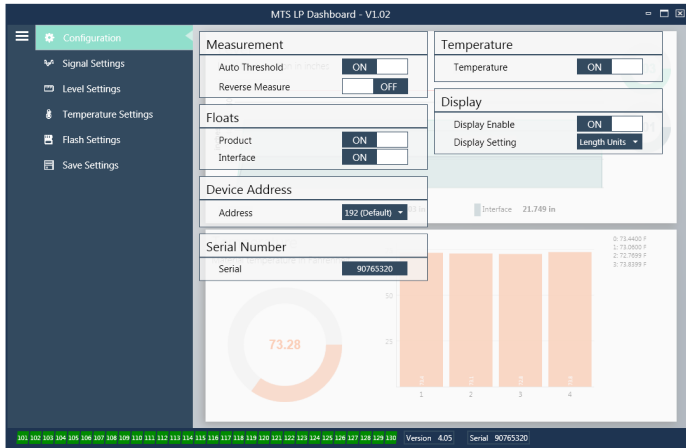 MTS LP Dashboard - V1.02
Configuration
Signal Settings
Level Settings
Temperature Settings
Flash Settings
Save Settings
Measurement
Auto Threshold ON
Reverse Measure OFF
Floats
Product ON
Interface ON
Device Address
Address 192 (Default)
Serial Number
Serial 90765320
Temperature
Temperature ON
Display
Display Enable ON
Display Setting Length Units
in Interface 21.749 in
0: 73.4400 F
1: 73.0600 F
2: 72.7699 F
3: 73.8399 F
50
25
73.28
1 2 3 4
101 102 103 104 105 106 107 108 109 110 111 112 113 114 115 116 117 118 119 120 121 122 123 124 125 126 127 128 129 130 Version 4.05 Serial 90765320